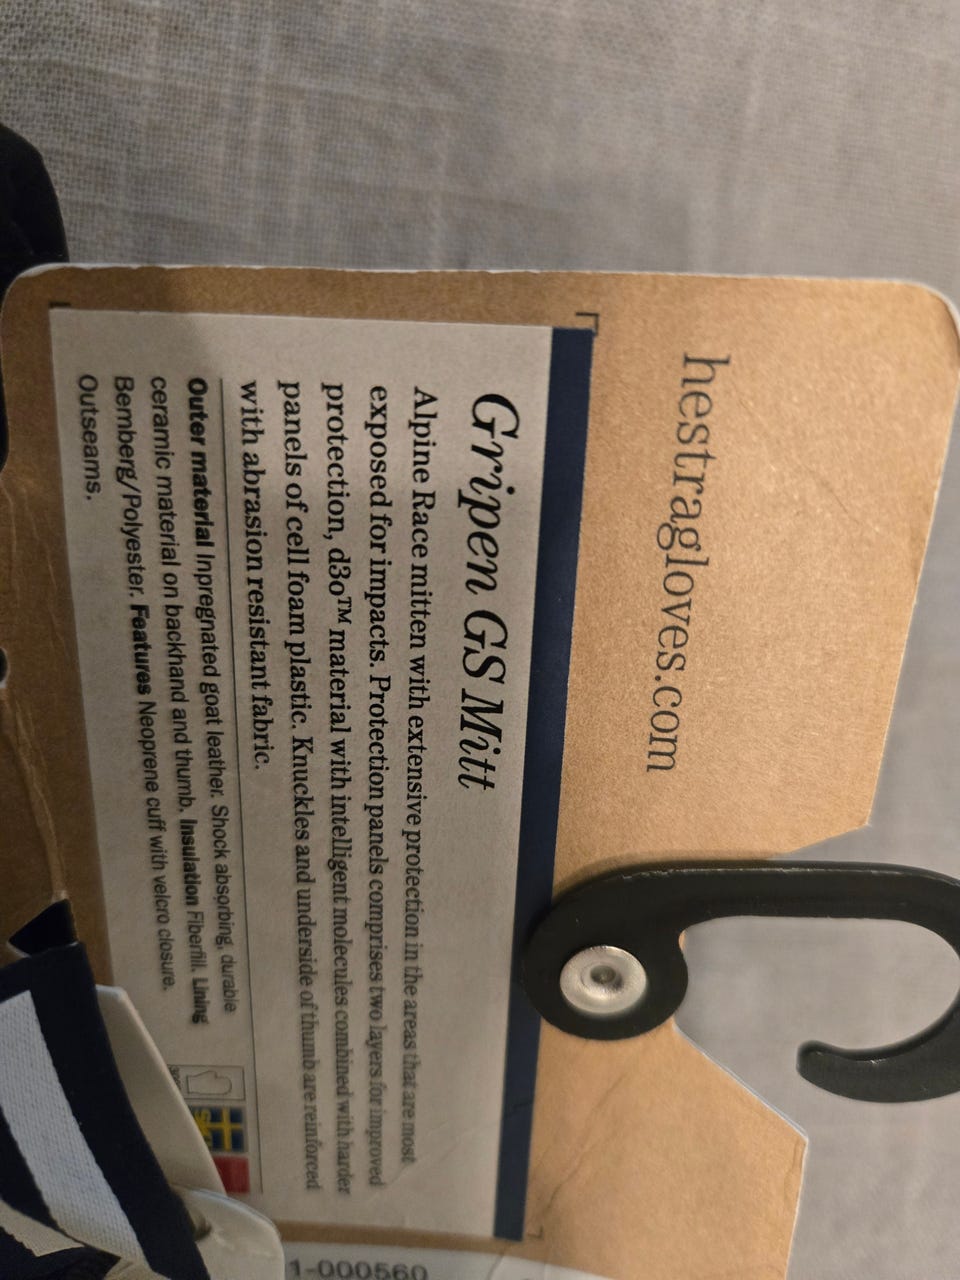 hestragloves.com
Gripen GS Mitt
Alpine Race mitten with extensive protection in the areas that are most
exposed for impacts. Protection panels comprises two layers for improved
protection, d3o™ material with intelligent molecules combined with harder
panels of cell foam plastic. Knuckles and underside of thumb are reinforced
with abrasion resistant fabric.
Outer material Inpregnated goat leather. Shock absorbing, durable
ceramic material on backhand and thumb. Insulation Fiberfill. Lining
Bemberg/Polyester. Features Neoprene cuff with velcro closure.
Outseams.
1-000560